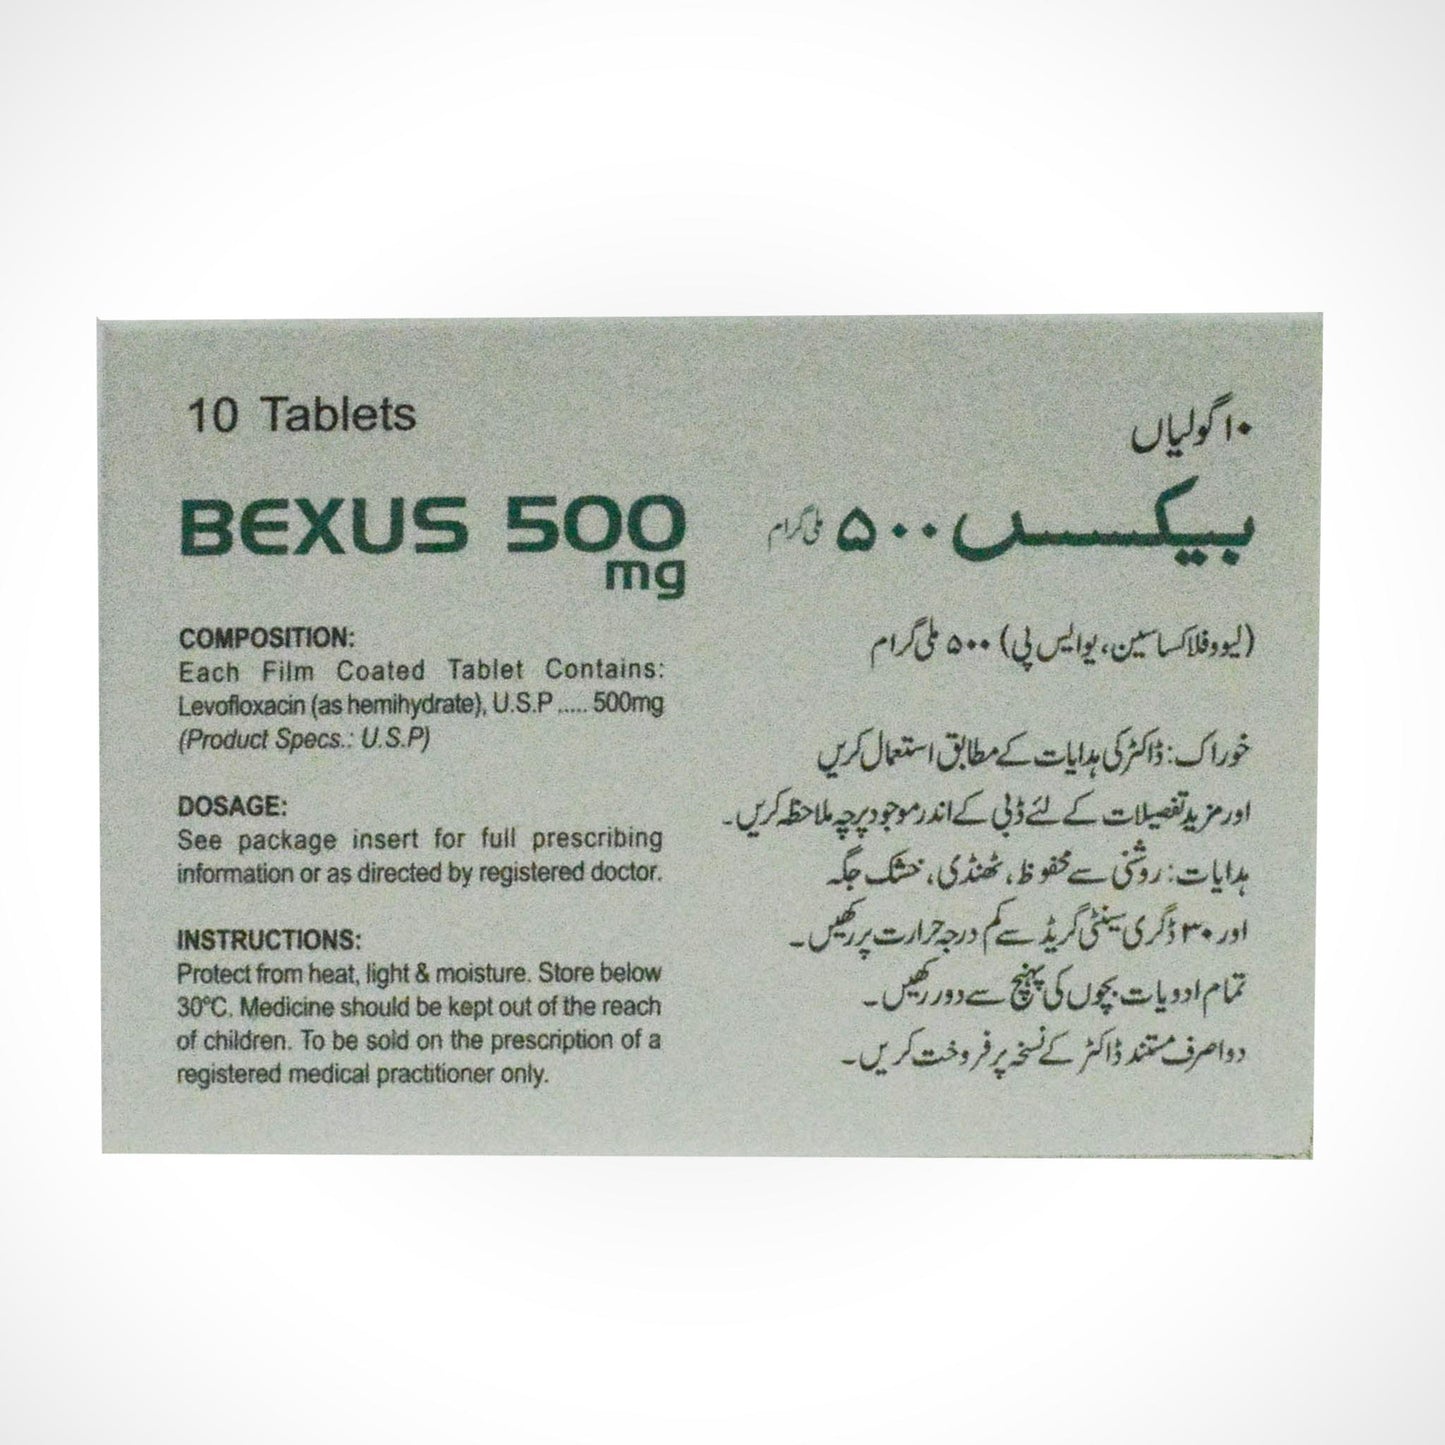 10 Tablets
BEXUS 500
mg
COMPOSITION:
Each Film Coated Tablet Contains:
Levofloxacin (as hemihydrate), U.S.P ..... 500mg
(Product Specs.: U.S.P)
DOSAGE:
See package insert for full prescribing
information or as directed by registered doctor.
INSTRUCTIONS:
Protect from heat, light & moisture. Store below
30°C. Medicine should be kept out of the reach
of children. To be sold on the prescription of a
registered medical practitioner only.
۱۰ گولیاں
بیکسس ۵۰۰ ملی گرام
(لیووفلاکساسین، یو ایس پی) ۵۰۰ ملی گرام
خوراک: ڈاکٹر کی ہدایات کے مطابق استعمال کریں
اور مزید تفصیلات کے لئے ڈبی کے اندر موجود پرچہ ملاحظہ کریں۔
ہدایات: روشنی سے محفوظ، ٹھنڈی، خشک جگہ
اور ۳۰ ڈگری سینٹی گریڈ سے کم درجہ حرارت پر رکھیں۔
تمام ادویات بچوں کی پہنچ سے دور رکھیں۔
دوا صرف مستند ڈاکٹر کے نسخہ پر فروخت کریں۔